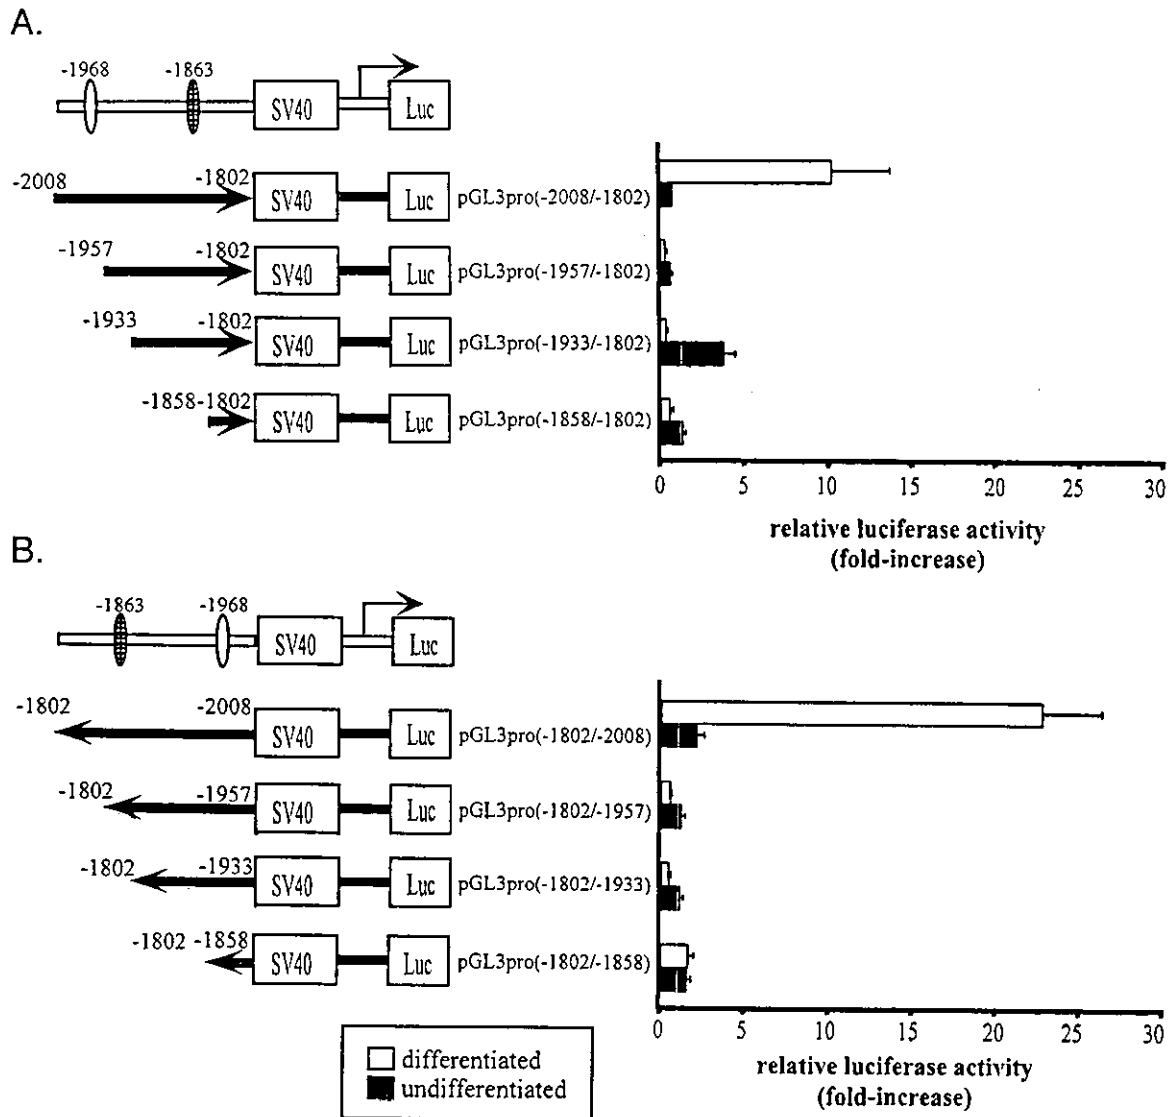 A.
-1968 -1863
SV40 Luc
-2008 -1802 SV40 Luc pGL3pro(-2008/-1802)
-1957 -1802 SV40 Luc pGL3pro(-1957/-1802)
-1933 -1802 SV40 Luc pGL3pro(-1933/-1802)
-1858-1802 SV40 Luc pGL3pro(-1858/-1802)
0 5 10 15 20 25 30
relative luciferase activity
(fold-increase)
B.
-1863 -1968
SV40 Luc
-1802 -2008 SV40 Luc pGL3pro(-1802/-2008)
-1802 -1957 SV40 Luc pGL3pro(-1802/-1957)
-1802 -1933 SV40 Luc pGL3pro(-1802/-1933)
-1802 -1858 SV40 Luc pGL3pro(-1802/-1858)
0 5 10 15 20 25 30
relative luciferase activity
(fold-increase)
differentiated
undifferentiated